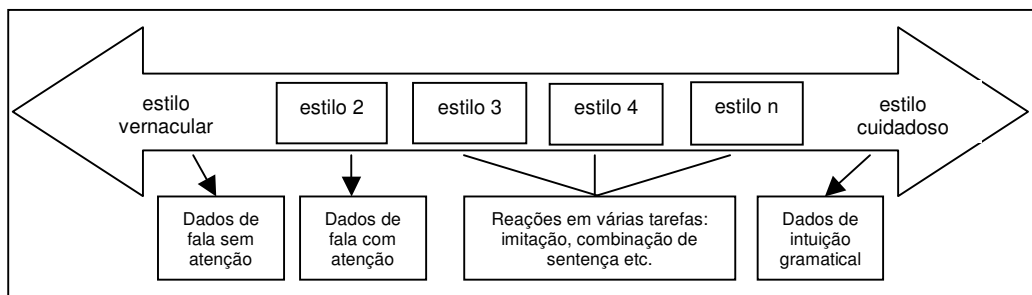 estilo
vernacular
estilo 2
estilo 3
estilo 4
estilo n
estilo
cuidadoso
Dados de
fala sem
atenção
Dados de
fala com
atenção
Reações em várias tarefas:
imitação, combinação de
sentença etc.
Dados de
intuição
gramatical